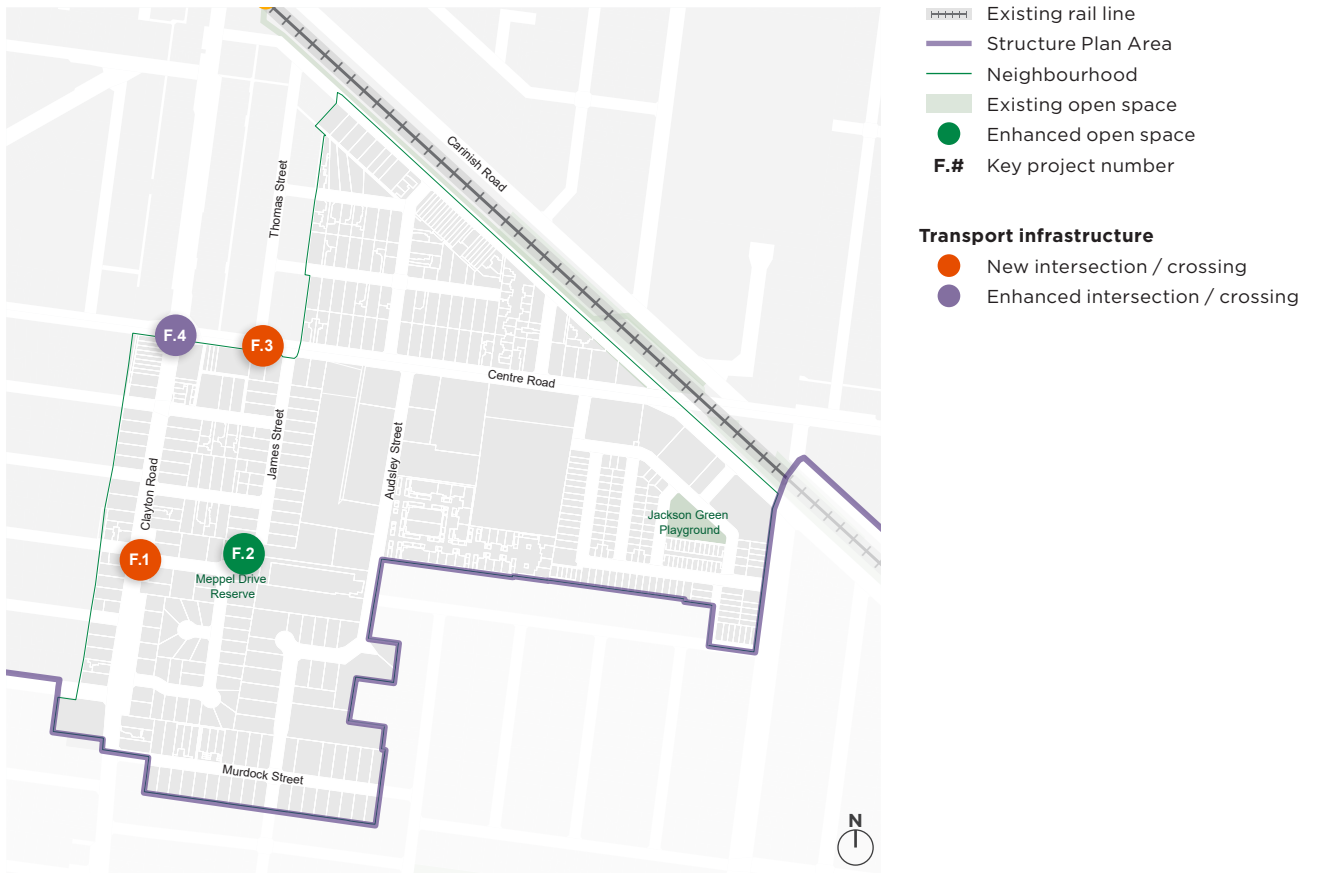 Existing rail line
Structure Plan Area
Neighbourhood
Existing open space
Enhanced open space
F.# Key project number
Transport infrastructure
New intersection / crossing
Enhanced intersection / crossing
Carinish Road
Thomas Street
F.4
F.3
Centre Road
James Street
Audsley Street
Clayton Road
Jackson Green
Playground
F.1
F.2
Meppel Drive
Reserve
Murdock Street
N